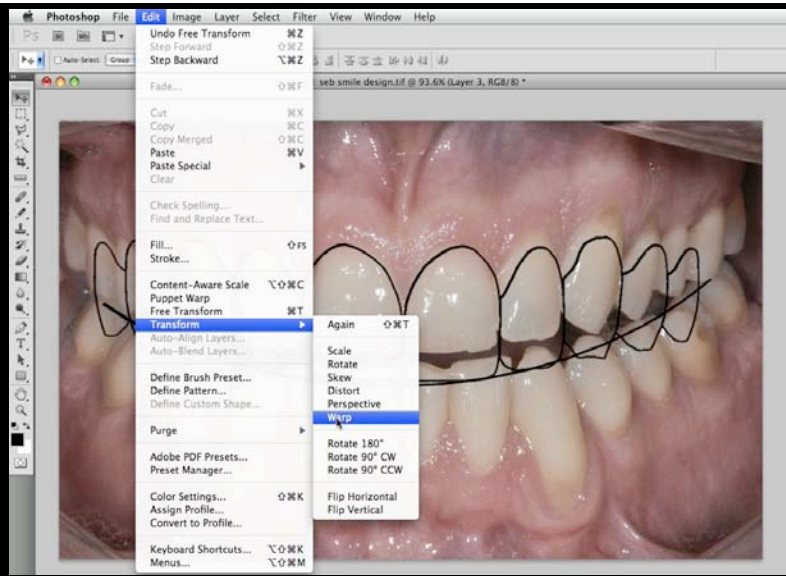 Photoshop File Edit Image Layer Select Filter View Window Help
Ps
Auto-Select: Group
seb smile design.tif @ 93.6% (Layer 3, RGB/8) *
Undo Free Transform ⌘Z
Step Forward ⇧⌘Z
Step Backward ⌥⌘Z
Fade... ⇧⌘F
Cut ⌘X
Copy ⌘C
Copy Merged ⇧⌘C
Paste ⌘V
Paste Special
Clear
Check Spelling...
Find and Replace Text...
Fill... ⇧F5
Stroke...
Content-Aware Scale ⌥⇧⌘C
Puppet Warp
Free Transform ⌘T
Transform
Auto-Align Layers...
Auto-Blend Layers...
Define Brush Preset...
Define Pattern...
Define Custom Shape...
Purge
Adobe PDF Presets...
Preset Manager...
Color Settings... ⇧⌘K
Assign Profile...
Convert to Profile...
Keyboard Shortcuts... ⌥⇧⌘K
Menus... ⌥⇧⌘M
Again ⇧⌘T
Scale
Rotate
Skew
Distort
Perspective
Warp
Rotate 180°
Rotate 90° CW
Rotate 90° CCW
Flip Horizontal
Flip Vertical